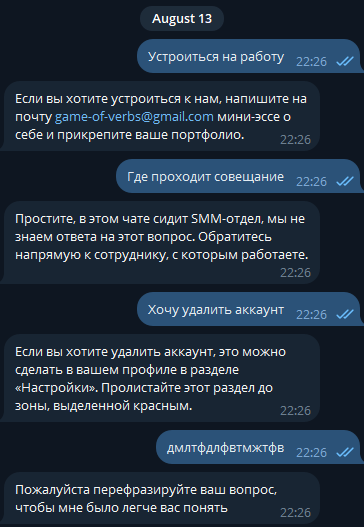 August 13
Устроиться на работу 22:26
Если вы хотите устроиться к нам, напишите на
почту game-of-verbs@gmail.com мини-эссе о
себе и прикрепите ваше портфолио. 22:26
Где проходит совещание 22:26
Простите, в этом чате сидит SMM-отдел, мы не
знаем ответа на этот вопрос. Обратитесь
напрямую к сотруднику, с которым работаете.
22:26
Хочу удалить аккаунт 22:26
Если вы хотите удалить аккаунт, это можно
сделать в вашем профиле в разделе
«Настройки». Пролистайте этот раздел до
зоны, выделенной красным. 22:26
дмлтфдлфвтмжтфв 22:26
Пожалуйста перефразируйте ваш вопрос,
чтобы мне было легче вас понять 22:26